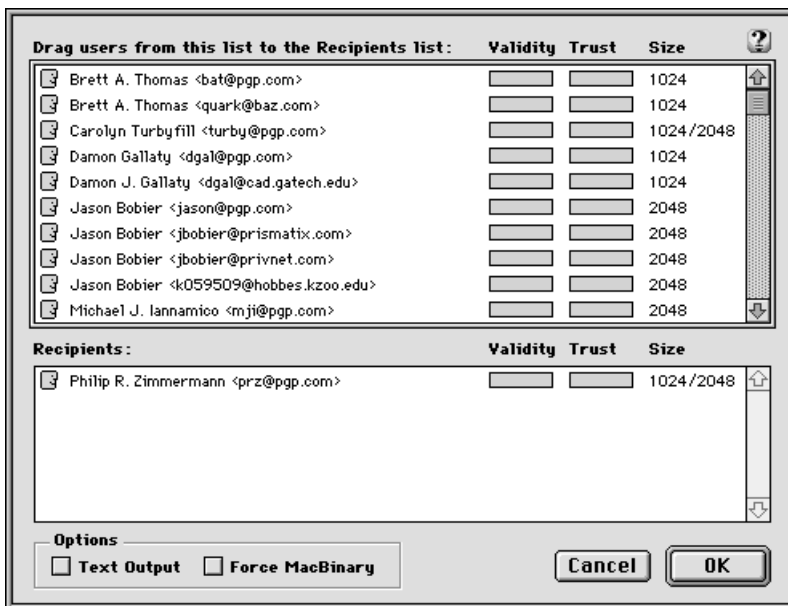 Drag users from this list to the Recipients list: Validity Trust Size ?
Brett A. Thomas <bat@pgp.com> 1024
Brett A. Thomas <quark@baz.com> 1024
Carolyn Turbyfill <turby@pgp.com> 1024/2048
Damon Gallaty <dgal@pgp.com> 1024
Damon J. Gallaty <dgal@cad.gatech.edu> 1024
Jason Bobier <jason@pgp.com> 2048
Jason Bobier <jbobier@prismatix.com> 2048
Jason Bobier <jbobier@privnet.com> 2048
Jason Bobier <k059509@hobbes.kzoo.edu> 2048
Michael J. Iannamico <mji@pgp.com> 2048
Recipients: Validity Trust Size
Philip R. Zimmermann <prz@pgp.com> 1024/2048
Options
Text Output Force MacBinary Cancel OK